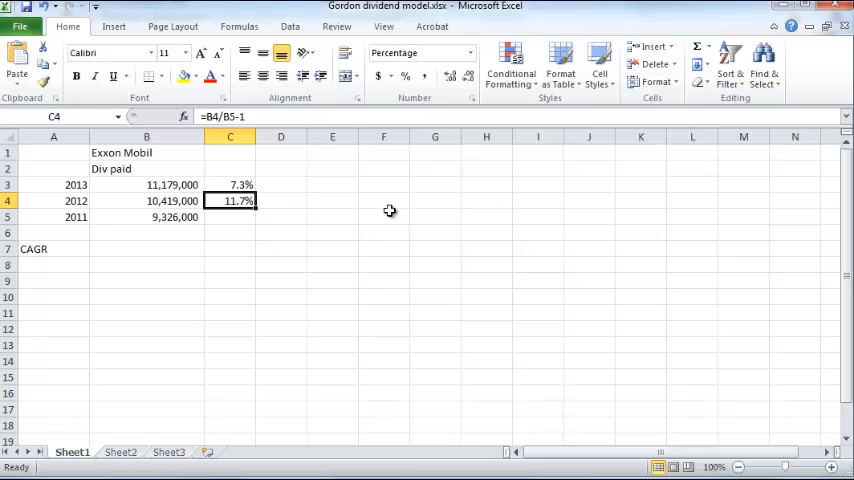 Gordon dividend model.xlsx - Microsoft Excel
File Home Insert Page Layout Formulas Data Review View Acrobat
Calibri 11 A A Percentage Insert Σ
Paste B I U A $ % , Conditional Formatting Format as Table Cell Styles Delete Format Sort & Filter Find & Select
Clipboard Font Alignment Number Styles Cells Editing
C4 fx =B4/B5-1
A B C D E F G H I J K L M N
1 Exxon Mobil
2 Div paid
3 2013 11,179,000 7.3%
4 2012 10,419,000 11.7%
5 2011 9,326,000
6
7 CAGR
8
9
10
11
12
13
14
15
16
17
18
19
Sheet1 Sheet2 Sheet3
Ready 100%